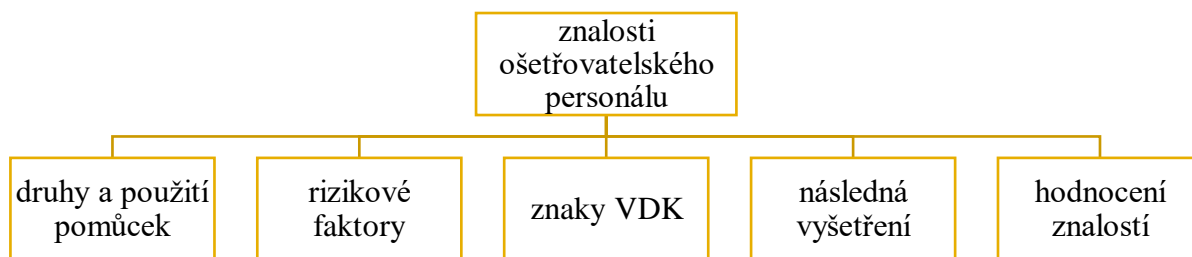 znalosti
ošetřovatelského
personálu
druhy a použití
pomůcek
rizikové
faktory
znaky VDK
následná
vyšetření
hodnocení
znalostí